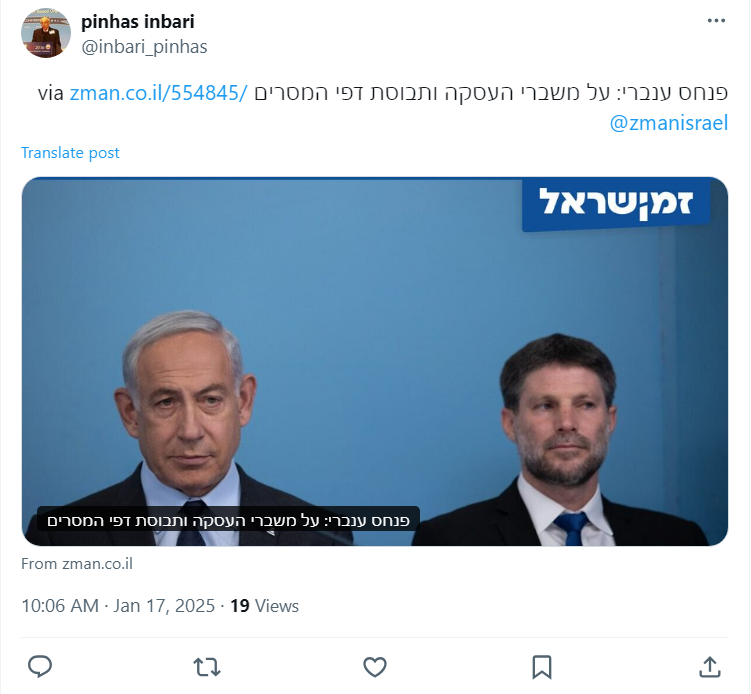 pinhas inbari
@inbari_pinhas
פנחס ענברי: על משברי העסקה ותבוסת דפי המסרים zman.co.il/554845/ via
@zmanisrael
Translate post
זמן ישראל
פנחס ענברי: על משברי העסקה ותבוסת דפי המסרים
From zman.co.il
10:06 AM · Jan 17, 2025 · 19 Views